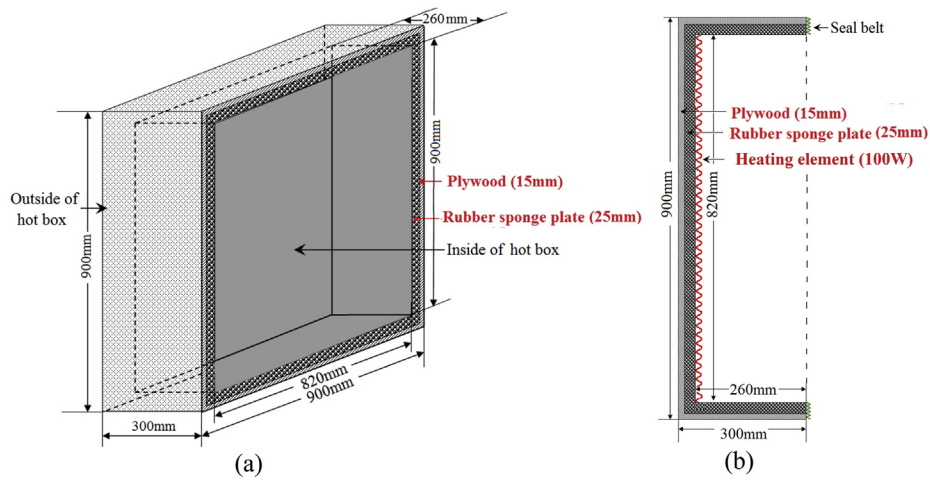 260mm
900mm
Plywood (15mm)
Rubber sponge plate (25mm)
Inside of hot box
Outside of
hot box
900mm
820mm
900mm
300mm
(a)
Seal belt
Plywood (15mm)
Rubber sponge plate (25mm)
Heating element (100W)
900mm
820mm
260mm
300mm
(b)